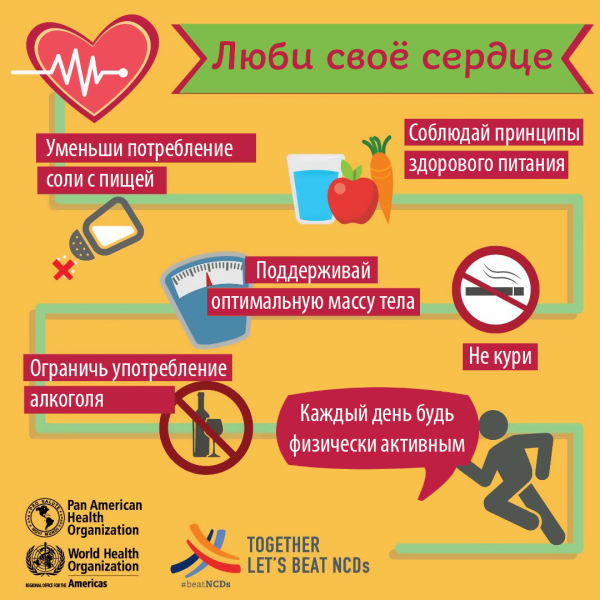 Люби своё сердце
Уменьши потребление
соли с пищей
Соблюдай принципы
здорового питания
Поддерживай
оптимальную массу тела
Не кури
Ограничь употребление
алкоголя
Каждый день будь
физически активным
Pan American
Health
Organization
World Health
Organization
REGIONAL OFFICE FOR THE Americas
TOGETHER
LET'S BEAT NCDs
#beatNCDs